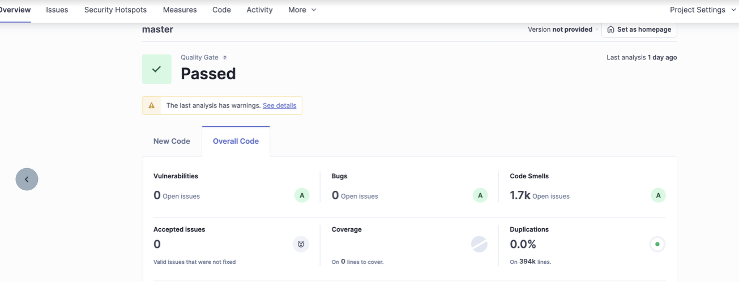 Overview Issues Security Hotspots Measures Code Activity More Project Settings
master Version not provided Set as homepage
Quality Gate Last analysis 1 day ago
Passed
The last analysis has warnings. See details
New Code Overall Code
Vulnerabilities Bugs Code Smells
0 Open issues A 0 Open issues A 1.7k Open issues A
Accepted issues Coverage Duplications
0 0.0%
Valid issues that were not fixed On 0 lines to cover. On 394k lines.